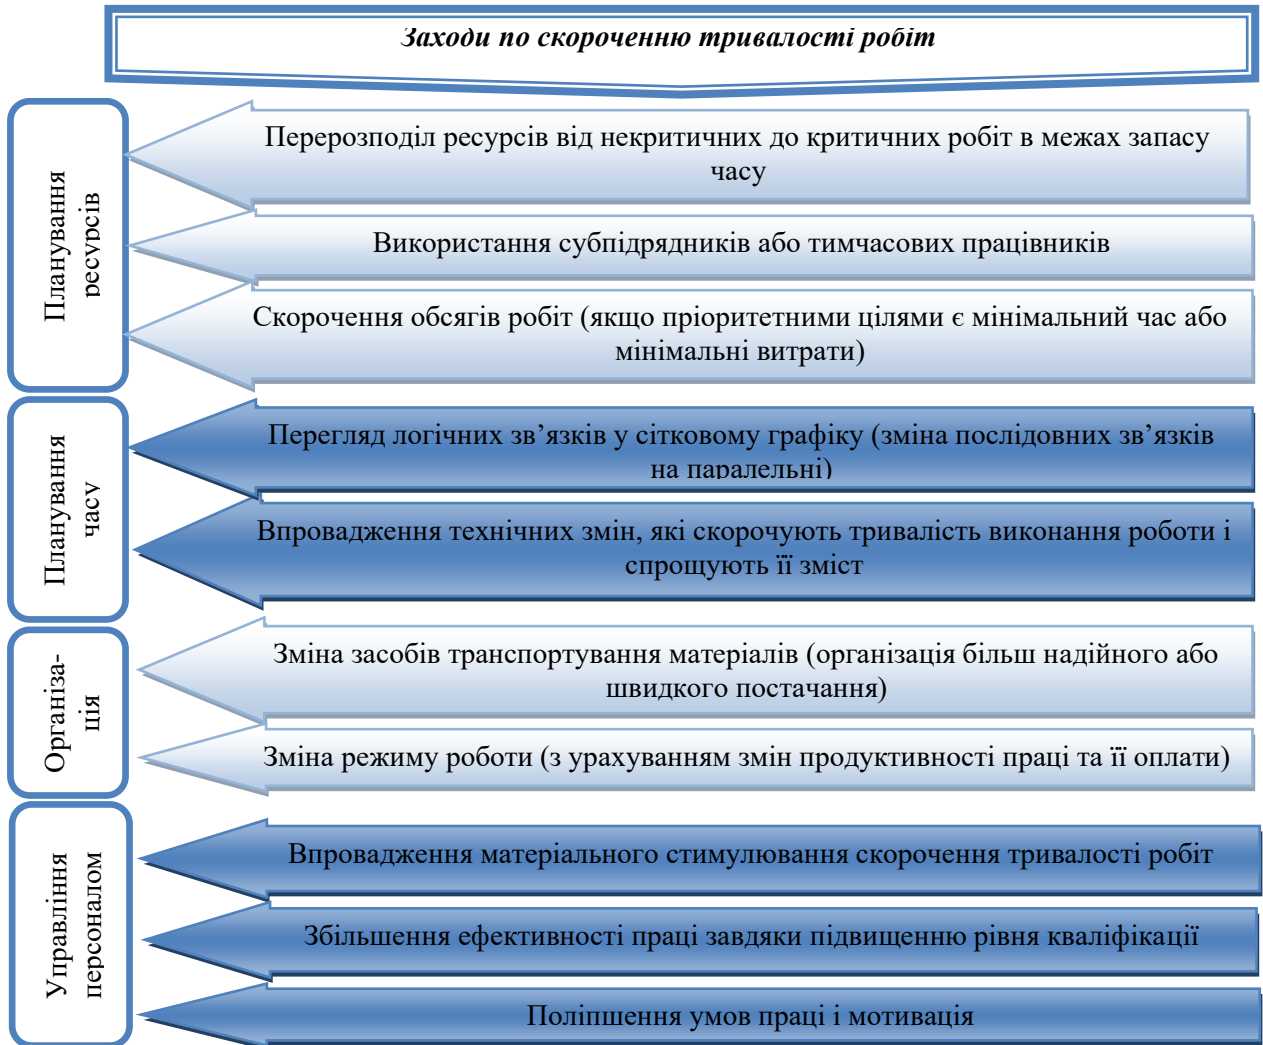 Заходи по скороченню тривалості робіт
Планування
ресурсів
Перерозподіл ресурсів від некритичних до критичних робіт в межах запасу
часу
Використання субпідрядників або тимчасових працівників
Скорочення обсягів робіт (якщо пріоритетними цілями є мінімальний час або
мінімальні витрати)
Планування
часу
Перегляд логічних зв’язків у сітковому графіку (зміна послідовних зв’язків
на паралельні)
Впровадження технічних змін, які скорочують тривалість виконання роботи і
спрощують її зміст
Організа-
ція
Зміна засобів транспортування матеріалів (організація більш надійного або
швидкого постачання)
Зміна режиму роботи (з урахуванням змін продуктивності праці та її оплати)
Управління
персоналом
Впровадження матеріального стимулювання скорочення тривалості робіт
Збільшення ефективності праці завдяки підвищенню рівня кваліфікації
Поліпшення умов праці і мотивація